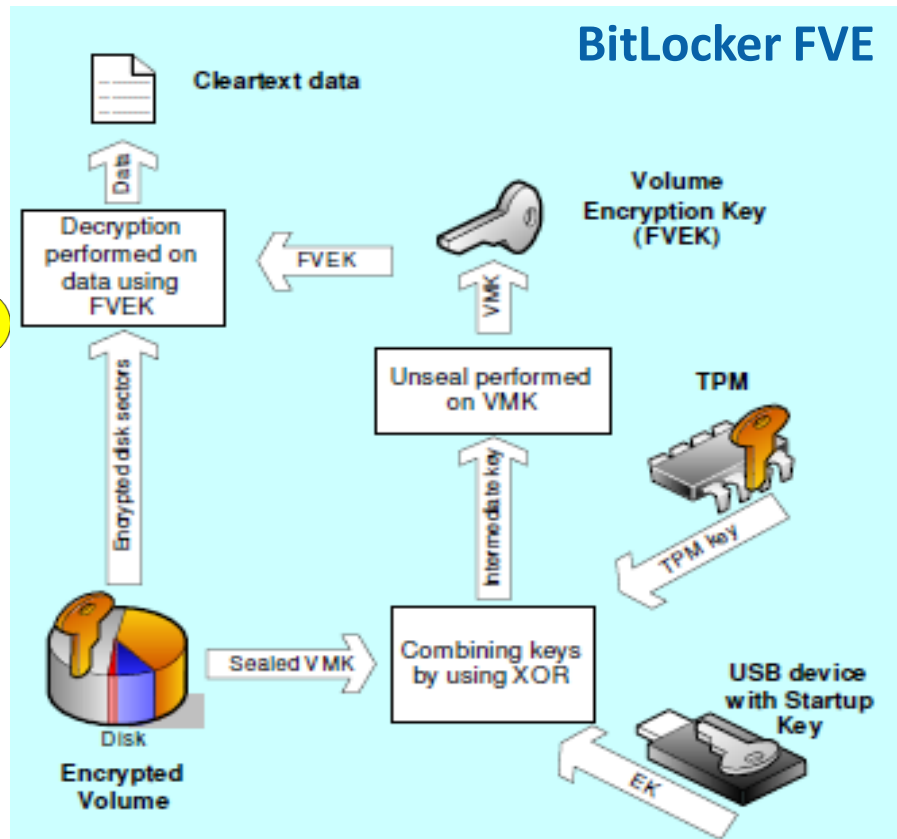 BitLocker FVE
Cleartext data
Data
Decryption
performed on
data using
FVEK
FVEK
Volume
Encryption Key
(FVEK)
VMK
Unseal performed
on VMK
TPM
Encrypted disk sectors
Intermediate key
TPM key
Sealed VMK
Combining keys
by using XOR
USB device
with Startup
Key
EK
Disk
Encrypted
Volume